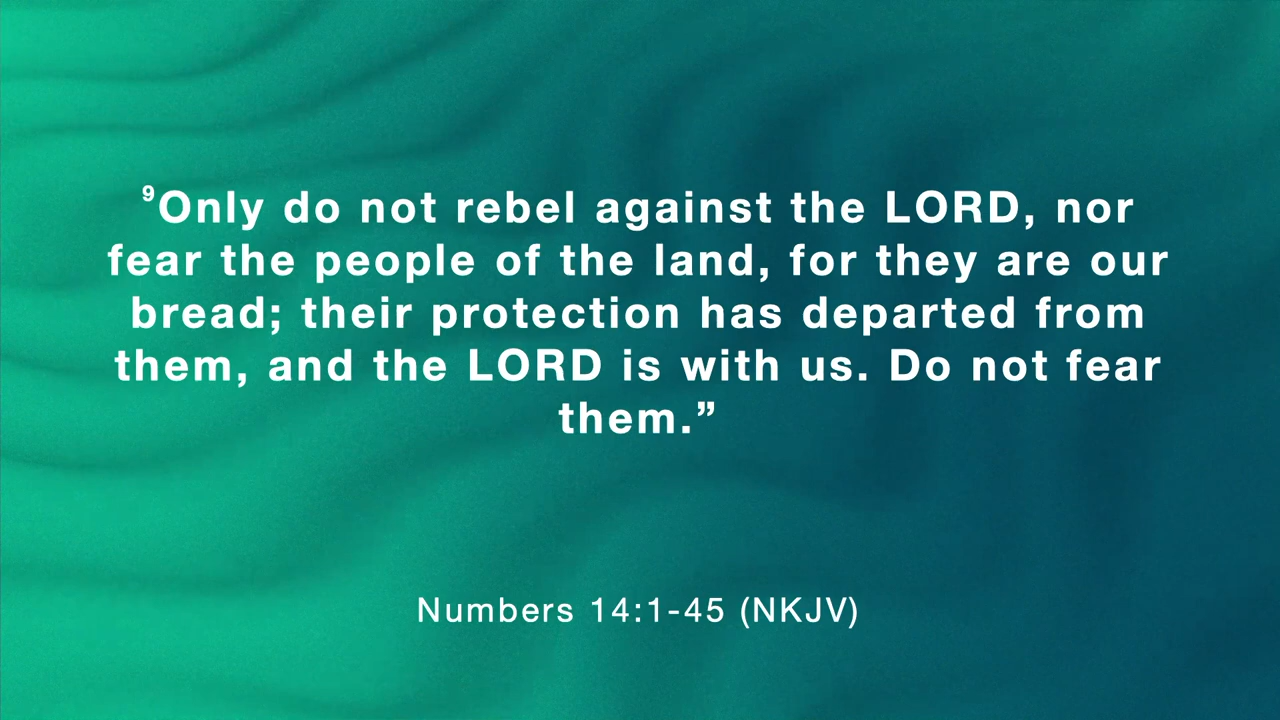 ⁹Only do not rebel against the LORD, nor
fear the people of the land, for they are our
bread; their protection has departed from
them, and the LORD is with us. Do not fear
them.”
Numbers 14:1-45 (NKJV)